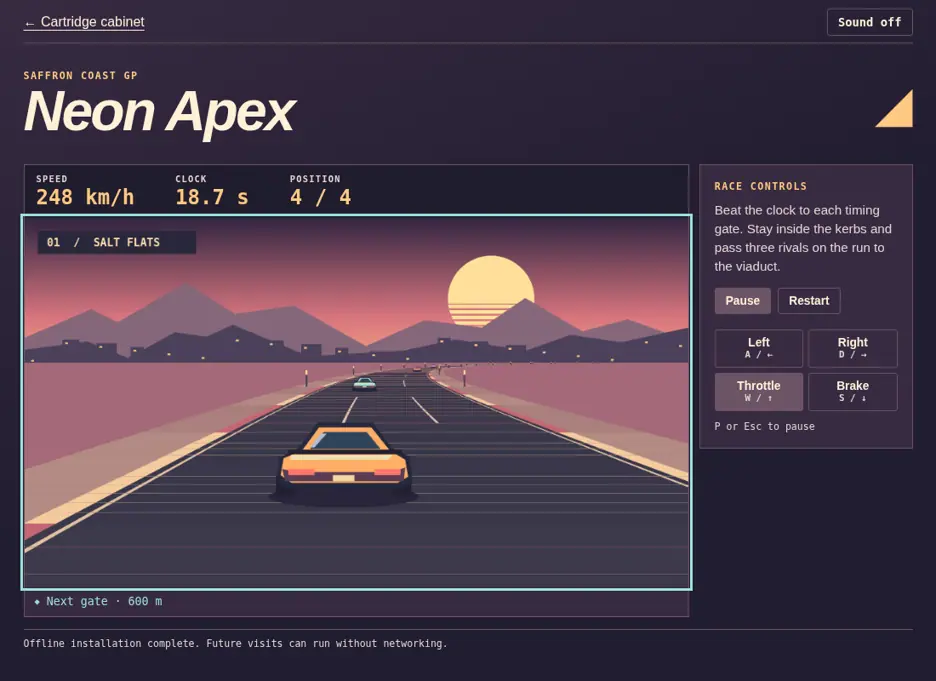 ← Cartridge cabinet
Sound off
SAFFRON COAST GP
Neon Apex
SPEED
248 km/h
CLOCK
18.7 s
POSITION
4 / 4
01 / SALT FLATS
◆ Next gate · 600 m
RACE CONTROLS
Beat the clock to each timing
gate. Stay inside the kerbs and
pass three rivals on the run to
the viaduct.
Pause
Restart
Left
A / ←
Right
D / →
Throttle
W / ↑
Brake
S / ↓
P or Esc to pause
Offline installation complete. Future visits can run without networking.